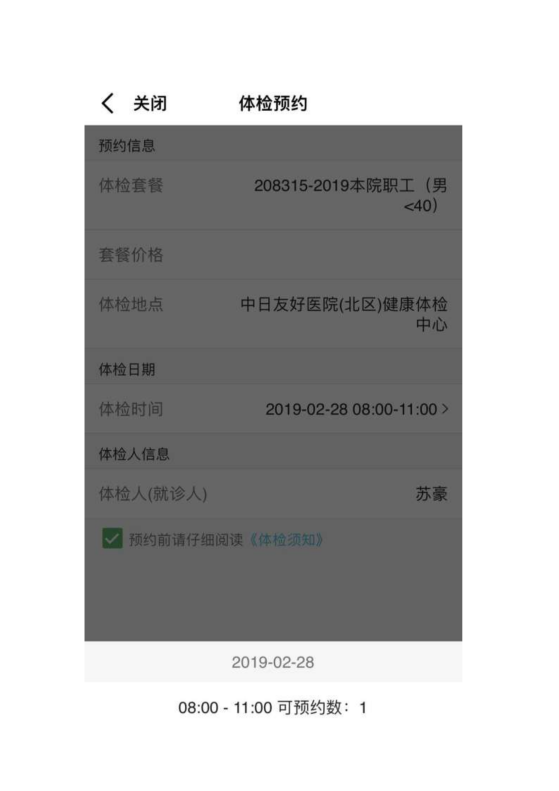 关闭 体检预约
预约信息
体检套餐 208315-2019本院职工（男
<40）
套餐价格
体检地点 中日友好医院(北区)健康体检
中心
体检日期
体检时间 2019-02-28 08:00-11:00
体检人信息
体检人(就诊人) 苏豪
预约前请仔细阅读《体检须知》
2019-02-28
08:00 - 11:00 可预约数：1